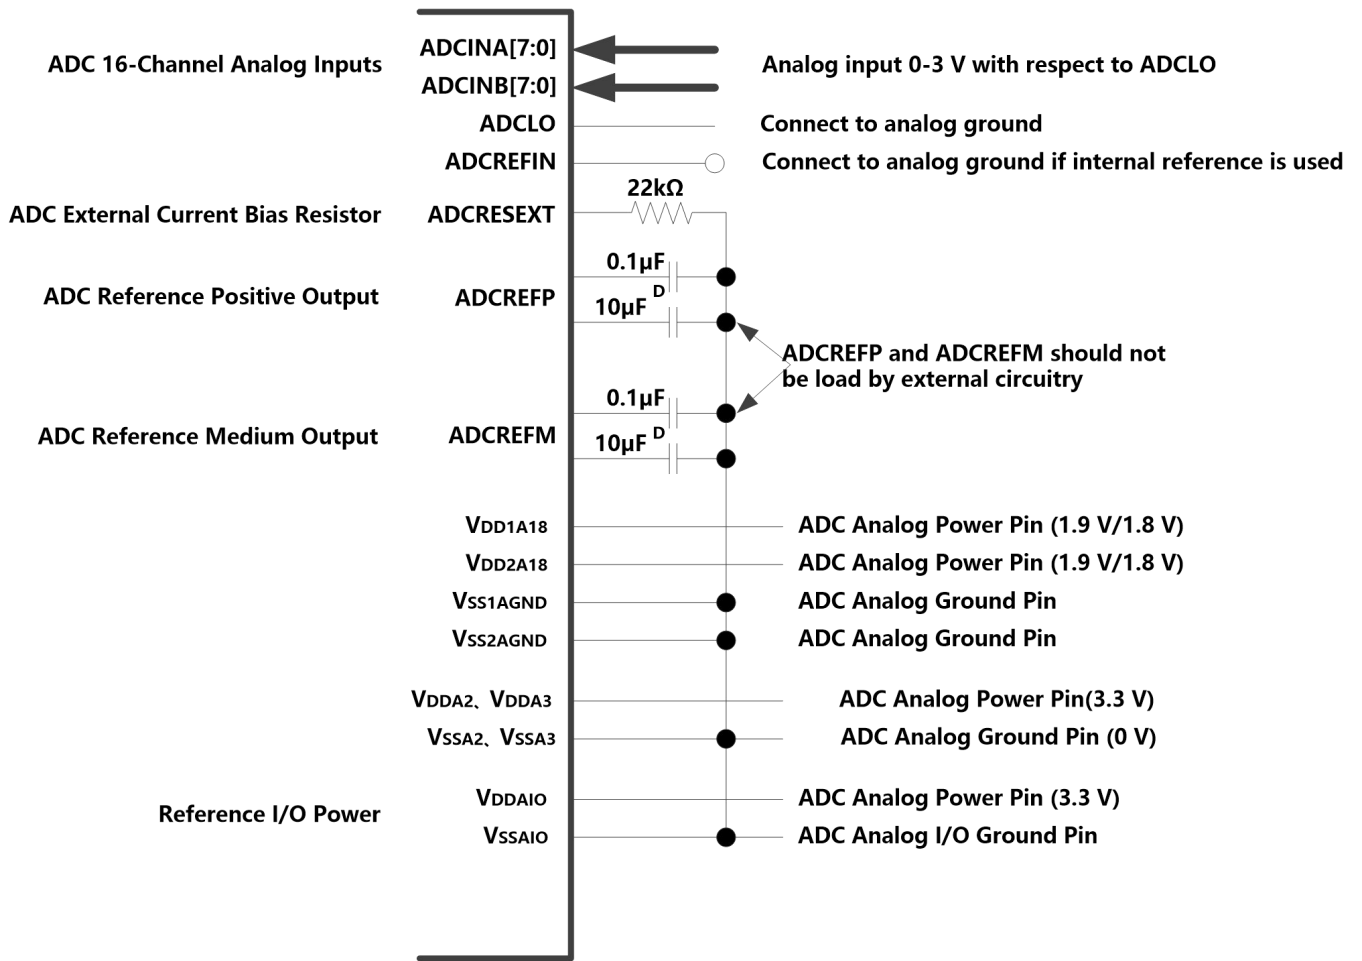 ADC 16-Channel Analog Inputs
ADCINA[7:0]
ADCINB[7:0]
Analog input 0-3 V with respect to ADCLO
ADCLO
Connect to analog ground
ADCREFIN
Connect to analog ground if internal reference is used
22kΩ
ADC External Current Bias Resistor
ADCRESEXT
0.1μF
ADC Reference Positive Output
ADCREFP
10μF D
ADCREFP and ADCREFM should not
be load by external circuitry
0.1μF
ADC Reference Medium Output
ADCREFM
10μF D
VDD1A18
ADC Analog Power Pin (1.9 V/1.8 V)
VDD2A18
ADC Analog Power Pin (1.9 V/1.8 V)
VSS1AGND
ADC Analog Ground Pin
VSS2AGND
ADC Analog Ground Pin
VDDA2、VDDA3
ADC Analog Power Pin(3.3 V)
VSSA2、VSSA3
ADC Analog Ground Pin (0 V)
Reference I/O Power
VDDAIO
ADC Analog Power Pin (3.3 V)
VSSAIO
ADC Analog I/O Ground Pin